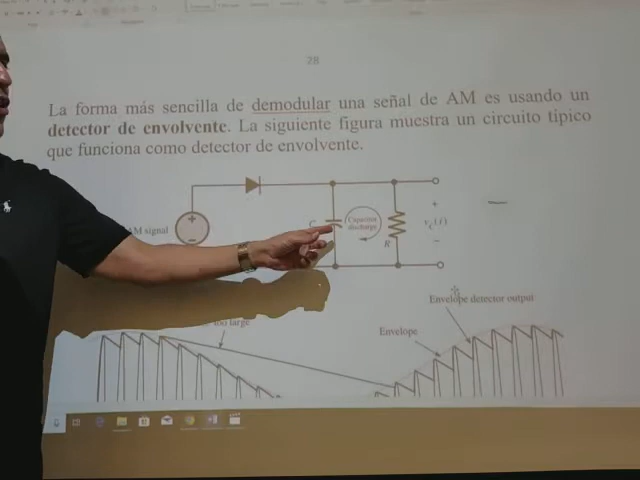 28
La forma más sencilla de demodular una señal de AM es usando un
detector de envolvente. La siguiente figura muestra un circuito típico
que funciona como detector de envolvente.
AM signal
C
Capacitor
discharge
R
+
v_c(t)
−
Envelope detector output
too large
Envelope